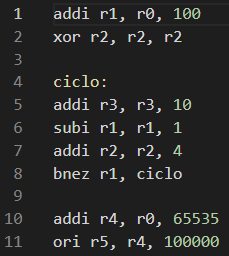 1 addi r1, r0, 100
2 xor r2, r2, r2
3
4 ciclo:
5 addi r3, r3, 10
6 subi r1, r1, 1
7 addi r2, r2, 4
8 bnez r1, ciclo
9
10 addi r4, r0, 65535
11 ori r5, r4, 100000